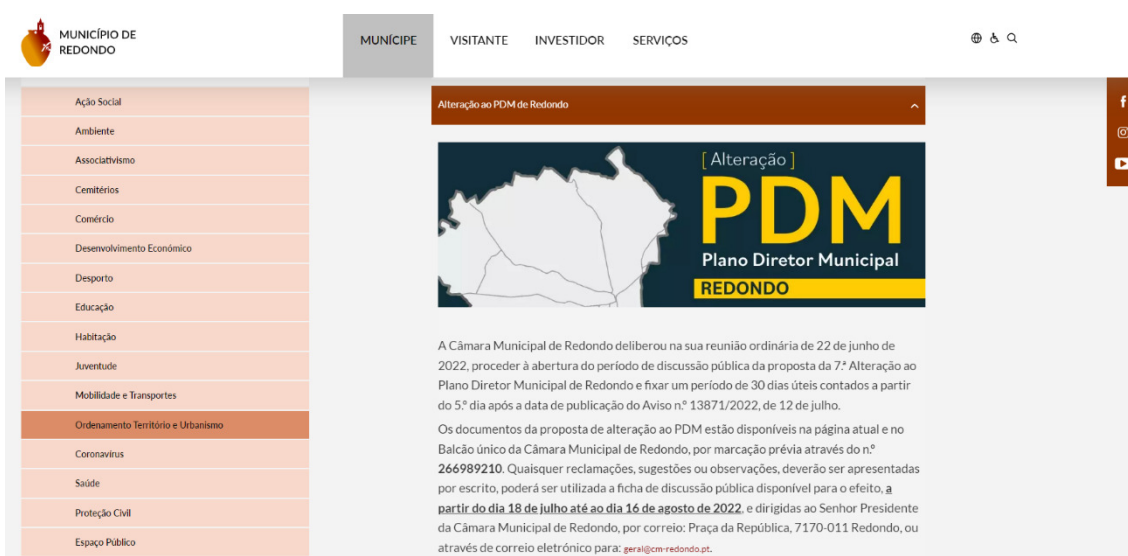 MUNICÍPIO DE
REDONDO
MUNÍCIPE
VISITANTE
INVESTIDOR
SERVIÇOS
Ação Social
Ambiente
Associativismo
Cemitérios
Comércio
Desenvolvimento Económico
Desporto
Educação
Habitação
Juventude
Mobilidade e Transportes
Ordenamento Território e Urbanismo
Coronavírus
Saúde
Proteção Civil
Espaço Público
Alteração ao PDM de Redondo
[ Alteração ]
PDM
Plano Diretor Municipal
REDONDO
A Câmara Municipal de Redondo deliberou na sua reunião ordinária de 22 de junho de
2022, proceder à abertura do período de discussão pública da proposta da 7.ª Alteração ao
Plano Diretor Municipal de Redondo e fixar um período de 30 dias úteis contados a partir
do 5.º dia após a data de publicação do Aviso n.º 13871/2022, de 12 de julho.
Os documentos da proposta de alteração ao PDM estão disponíveis na página atual e no
Balcão único da Câmara Municipal de Redondo, por marcação prévia através do n.º
266989210. Quaisquer reclamações, sugestões ou observações, deverão ser apresentadas
por escrito, poderá ser utilizada a ficha de discussão pública disponível para o efeito, a
partir do dia 18 de julho até ao dia 16 de agosto de 2022, e dirigidas ao Senhor Presidente
da Câmara Municipal de Redondo, por correio: Praça da República, 7170-011 Redondo, ou
através de correio eletrónico para: geral@cm-redondo.pt.